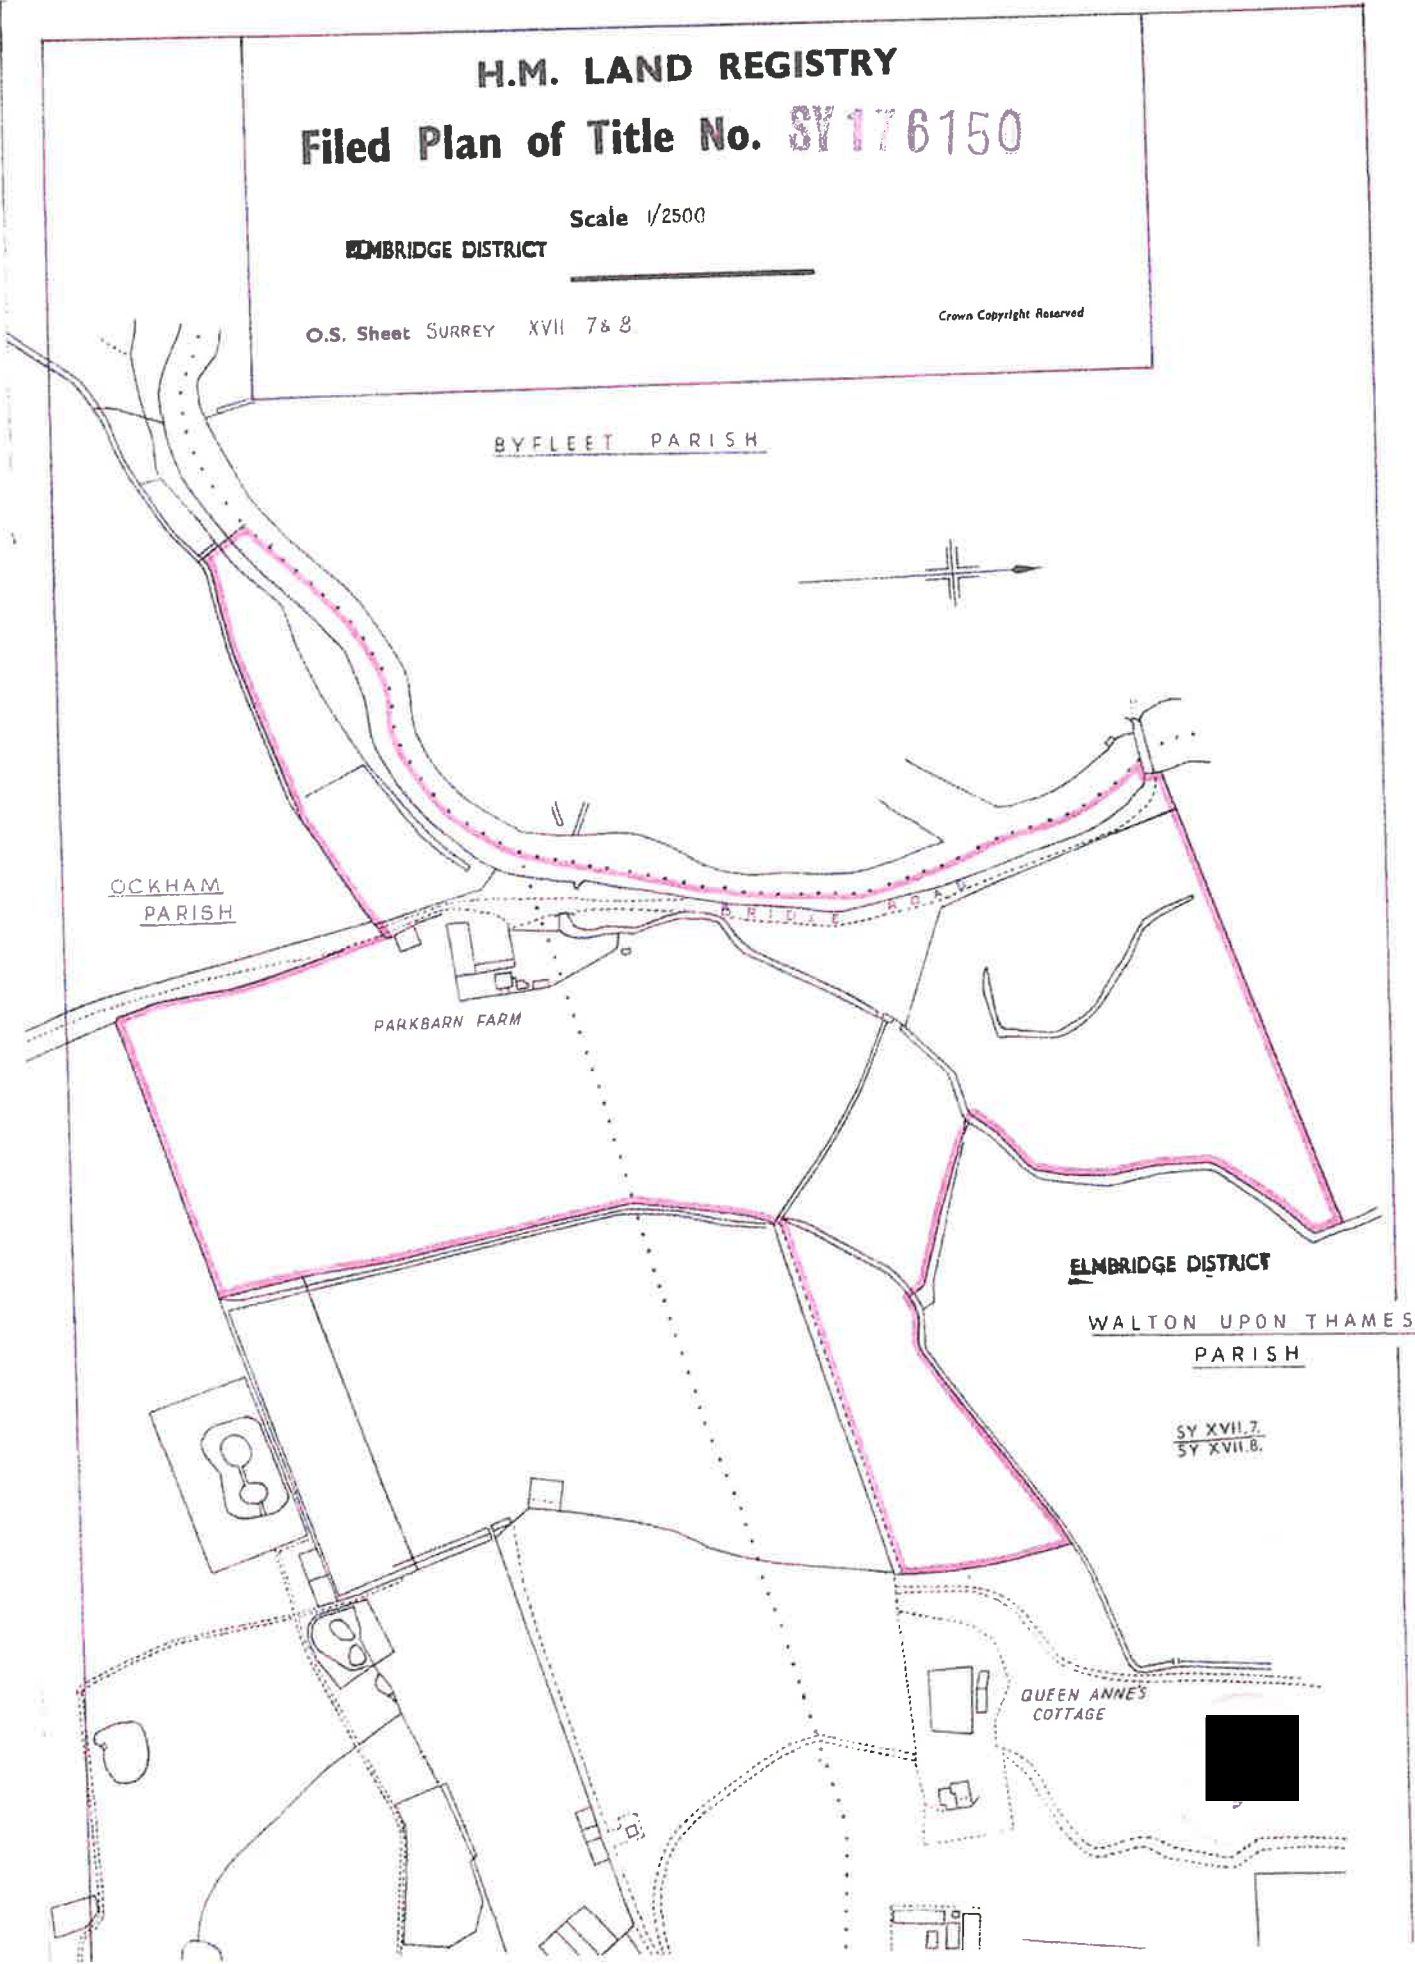 H.M. LAND REGISTRY
Filed Plan of Title No. SY176150
Scale 1/2500
ELMBRIDGE DISTRICT
O.S. Sheet SURREY XVII 7 & 8
Crown Copyright Reserved
BYFLEET PARISH
OCKHAM
PARISH
BRIDGE ROAD
PARKBARN FARM
ELMBRIDGE DISTRICT
WALTON UPON THAMES
PARISH
SY XVII.7.
SY XVII.8.
QUEEN ANNE'S
COTTAGE